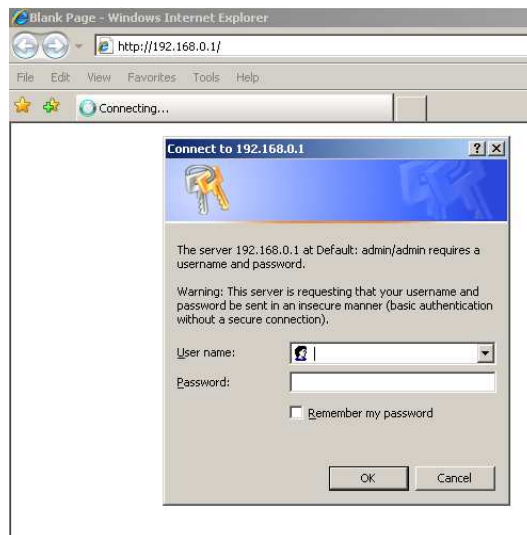 Blank Page - Windows Internet Explorer
http://192.168.0.1/
File Edit View Favorites Tools Help
Connecting...
Connect to 192.168.0.1
The server 192.168.0.1 at Default: admin/admin requires a
username and password.
Warning: This server is requesting that your username and
password be sent in an insecure manner (basic authentication
without a secure connection).
User name:
Password:
Remember my password
OK Cancel